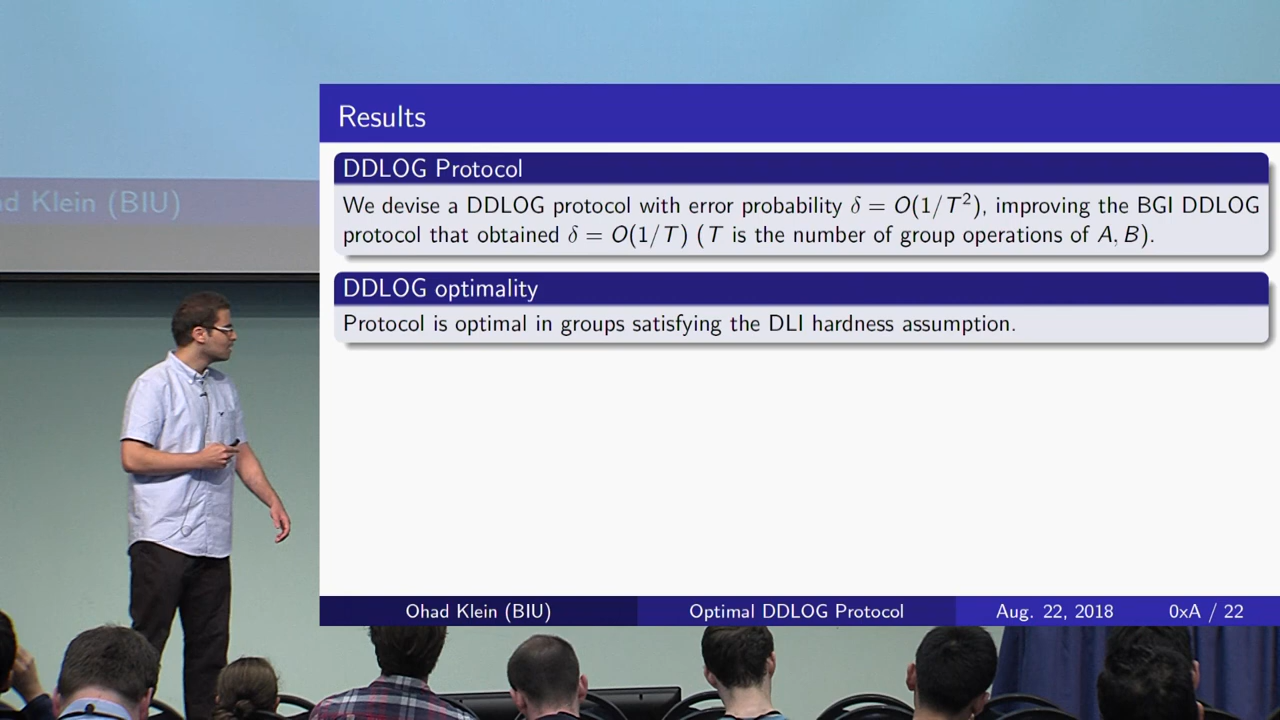 ad Klein (BIU)
Results
DDLOG Protocol
We devise a DDLOG protocol with error probability δ = O(1/T²), improving the BGI DDLOG
protocol that obtained δ = O(1/T) (T is the number of group operations of A, B).
DDLOG optimality
Protocol is optimal in groups satisfying the DLI hardness assumption.
Ohad Klein (BIU) Optimal DDLOG Protocol Aug. 22, 2018 0xA / 22